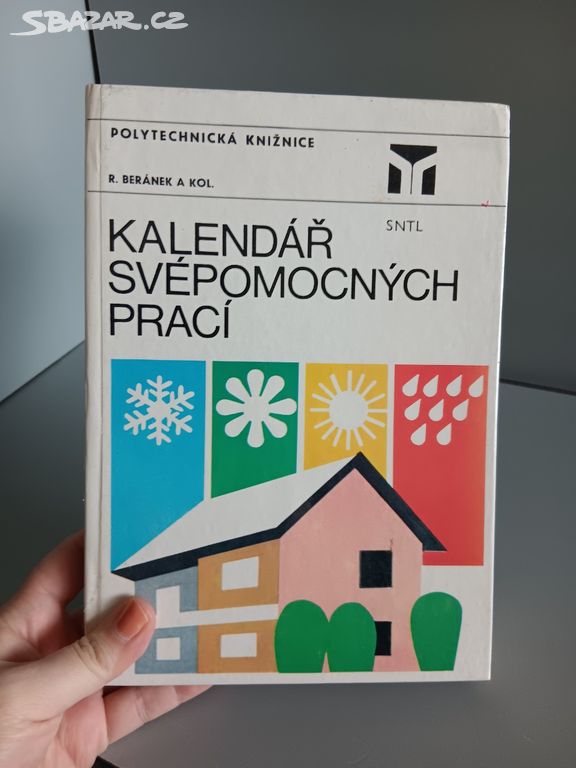 SBAZAR.CZ
POLYTECHNICKÁ KNIŽNICE
R. BERÁNEK A KOL.
SNTL
KALENDÁŘ
SVÉPOMOCNÝCH
PRACÍ